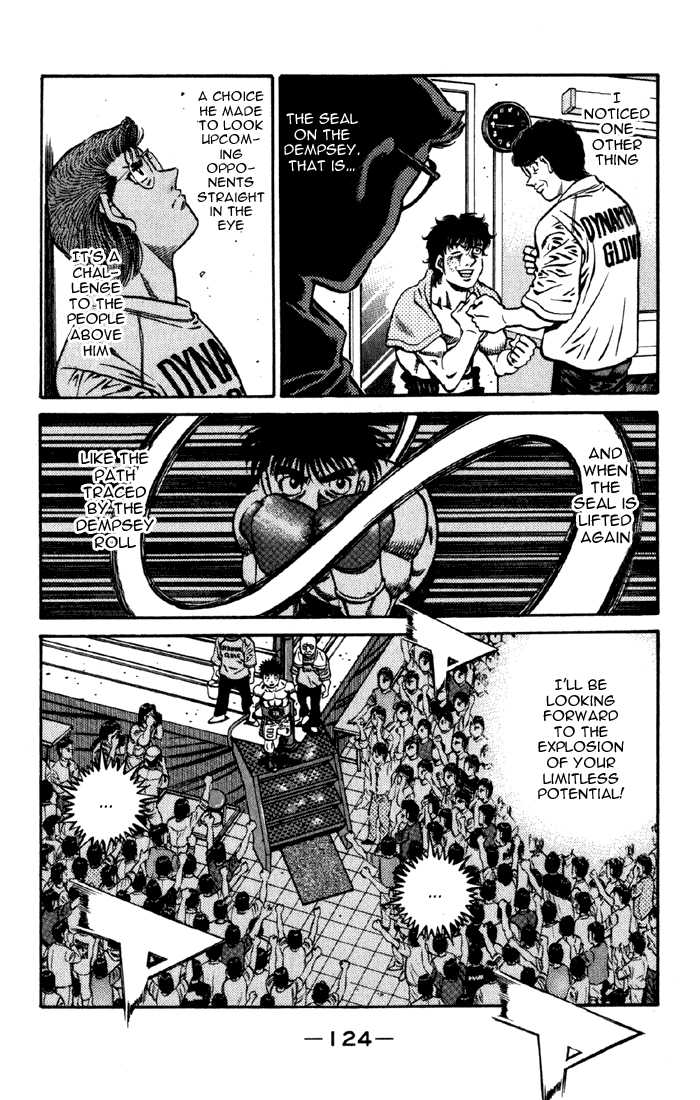 I
NOTICED
ONE
OTHER
THING
DYNAM
GLOV
THE SEAL
ON THE
DEMPSEY.
THAT IS...
A CHOICE
HE MADE
TO LOOK
UPCOM-
ING
OPPO-
NENTS
STRAIGHT
IN THE
EYE
IT'S A
CHAL-
LENGE
TO THE
PEOPLE
ABOVE
HIM
DYNA
AND
WHEN
THE
SEAL IS
LIFTED
AGAIN
LIKE THE
PATH
TRACED
BY THE
DEMPSEY
ROLL
I'LL BE
LOOKING
FORWARD
TO THE
EXPLOSION
OF YOUR
LIMITLESS
POTENTIAL!
...
...
—124—